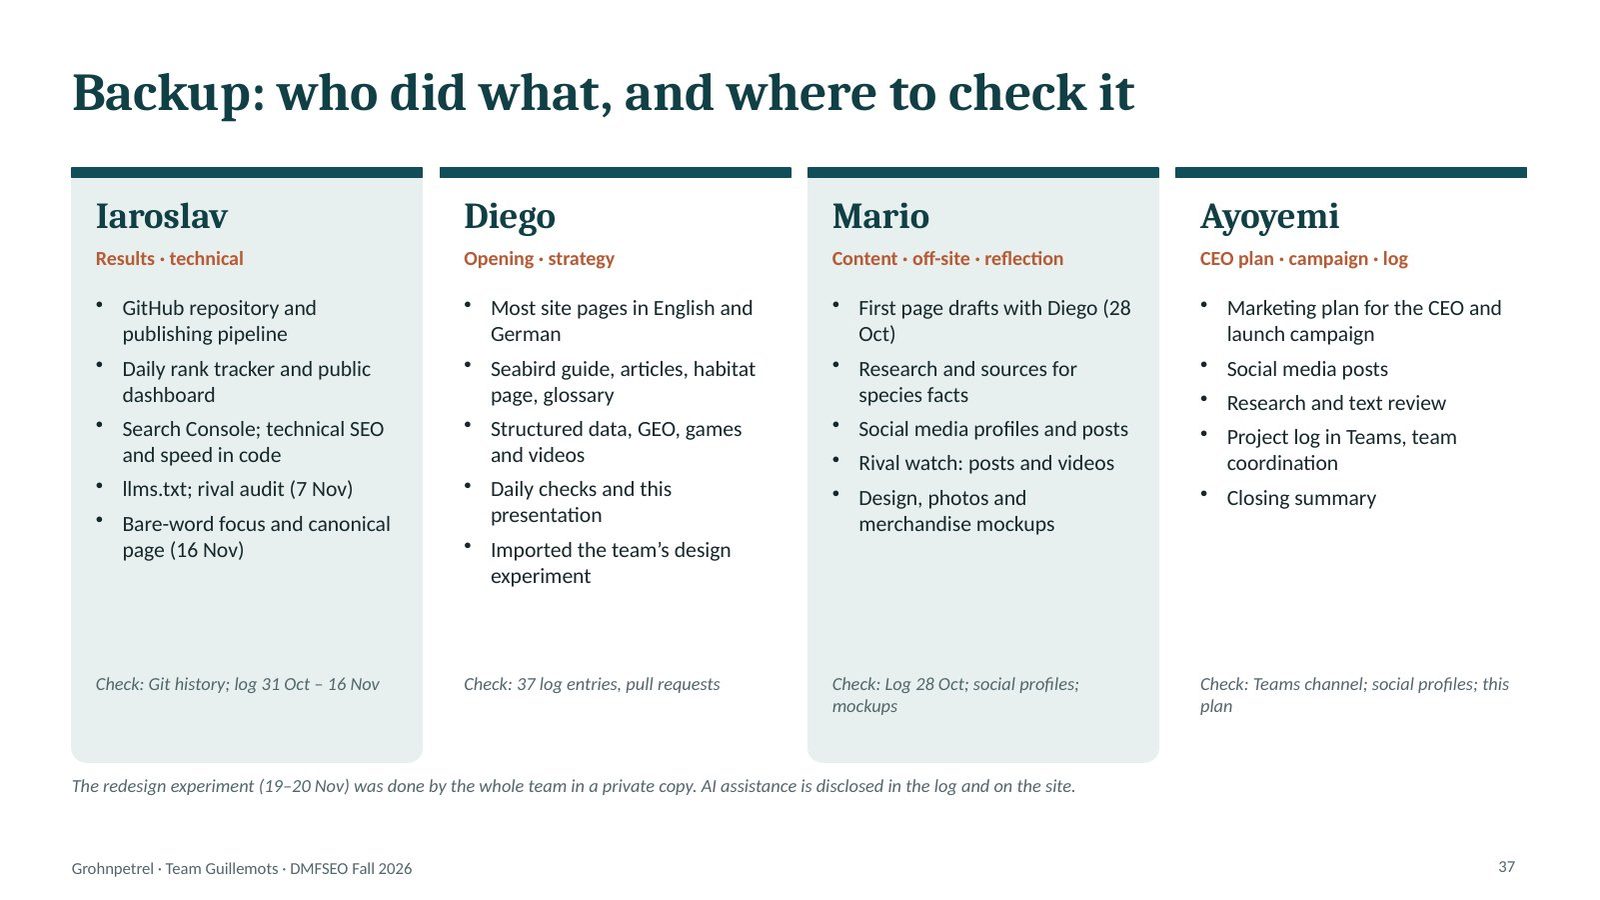 Backup: who did what, and where to check it
Iaroslav
Results · technical
• GitHub repository and
publishing pipeline
• Daily rank tracker and public
dashboard
• Search Console; technical SEO
and speed in code
• llms.txt; rival audit (7 Nov)
• Bare-word focus and canonical
page (16 Nov)
Check: Git history; log 31 Oct – 16 Nov
Diego
Opening · strategy
• Most site pages in English and
German
• Seabird guide, articles, habitat
page, glossary
• Structured data, GEO, games
and videos
• Daily checks and this
presentation
• Imported the team’s design
experiment
Check: 37 log entries, pull requests
Mario
Content · off-site · reflection
• First page drafts with Diego (28
Oct)
• Research and sources for
species facts
• Social media profiles and posts
• Rival watch: posts and videos
• Design, photos and
merchandise mockups
Check: Log 28 Oct; social profiles;
mockups
Ayoyemi
CEO plan · campaign · log
• Marketing plan for the CEO and
launch campaign
• Social media posts
• Research and text review
• Project log in Teams, team
coordination
• Closing summary
Check: Teams channel; social profiles; this
plan
The redesign experiment (19–20 Nov) was done by the whole team in a private copy. AI assistance is disclosed in the log and on the site.
Grohnpetrel · Team Guillemots · DMFSEO Fall 2026
37